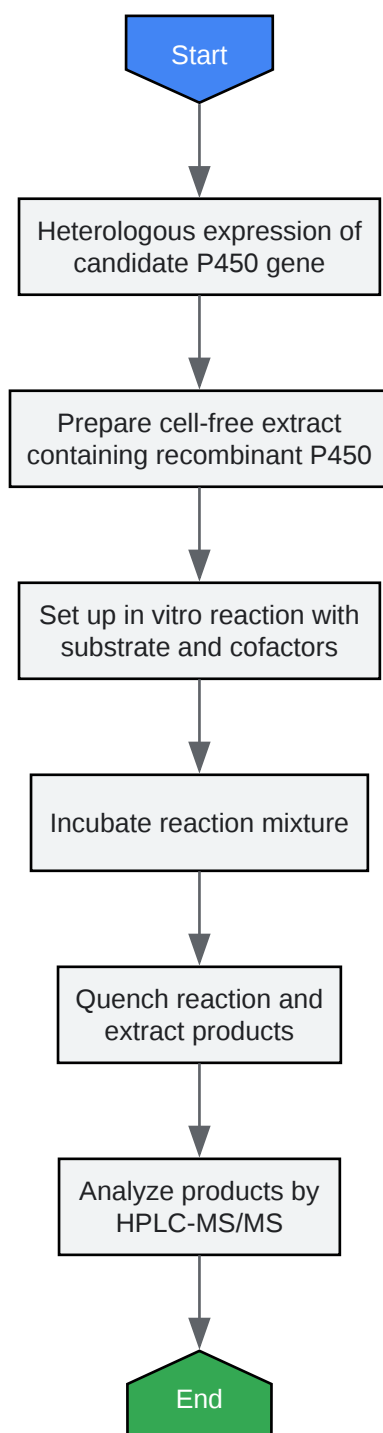 Start
Heterologous expression of
candidate P450 gene
Prepare cell-free extract
containing recombinant P450
Set up in vitro reaction with
substrate and cofactors
Incubate reaction mixture
Quench reaction and
extract products
Analyze products by
HPLC-MS/MS
End